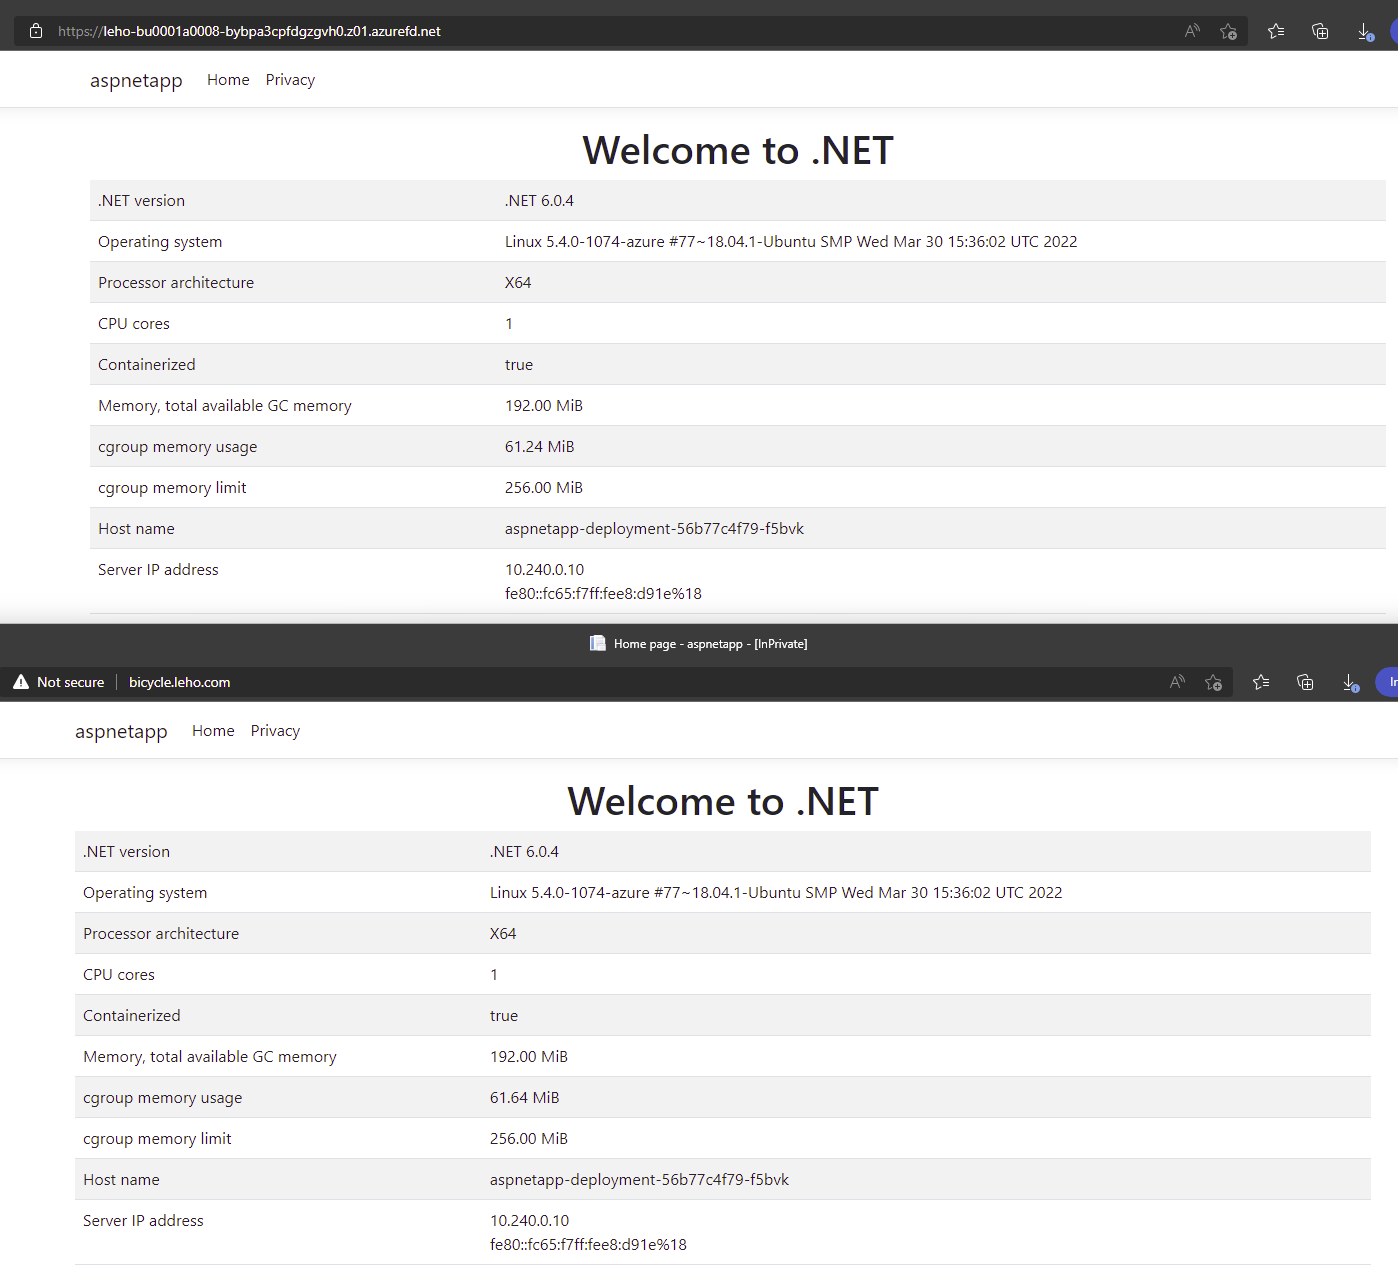 https://leho-bu0001a0008-bybpa3cpfdgzgvh0.z01.azurefd.net
aspnetapp Home Privacy
Welcome to .NET
.NET version .NET 6.0.4
Operating system Linux 5.4.0-1074-azure #77~18.04.1-Ubuntu SMP Wed Mar 30 15:36:02 UTC 2022
Processor architecture X64
CPU cores 1
Containerized true
Memory, total available GC memory 192.00 MiB
cgroup memory usage 61.24 MiB
cgroup memory limit 256.00 MiB
Host name aspnetapp-deployment-56b77c4f79-f5bvk
Server IP address 10.240.0.10
fe80::fc65:f7ff:fee8:d91e%18
Home page - aspnetapp - [InPrivate]
Not secure bicycle.leho.com
aspnetapp Home Privacy
Welcome to .NET
.NET version .NET 6.0.4
Operating system Linux 5.4.0-1074-azure #77~18.04.1-Ubuntu SMP Wed Mar 30 15:36:02 UTC 2022
Processor architecture X64
CPU cores 1
Containerized true
Memory, total available GC memory 192.00 MiB
cgroup memory usage 61.64 MiB
cgroup memory limit 256.00 MiB
Host name aspnetapp-deployment-56b77c4f79-f5bvk
Server IP address 10.240.0.10
fe80::fc65:f7ff:fee8:d91e%18